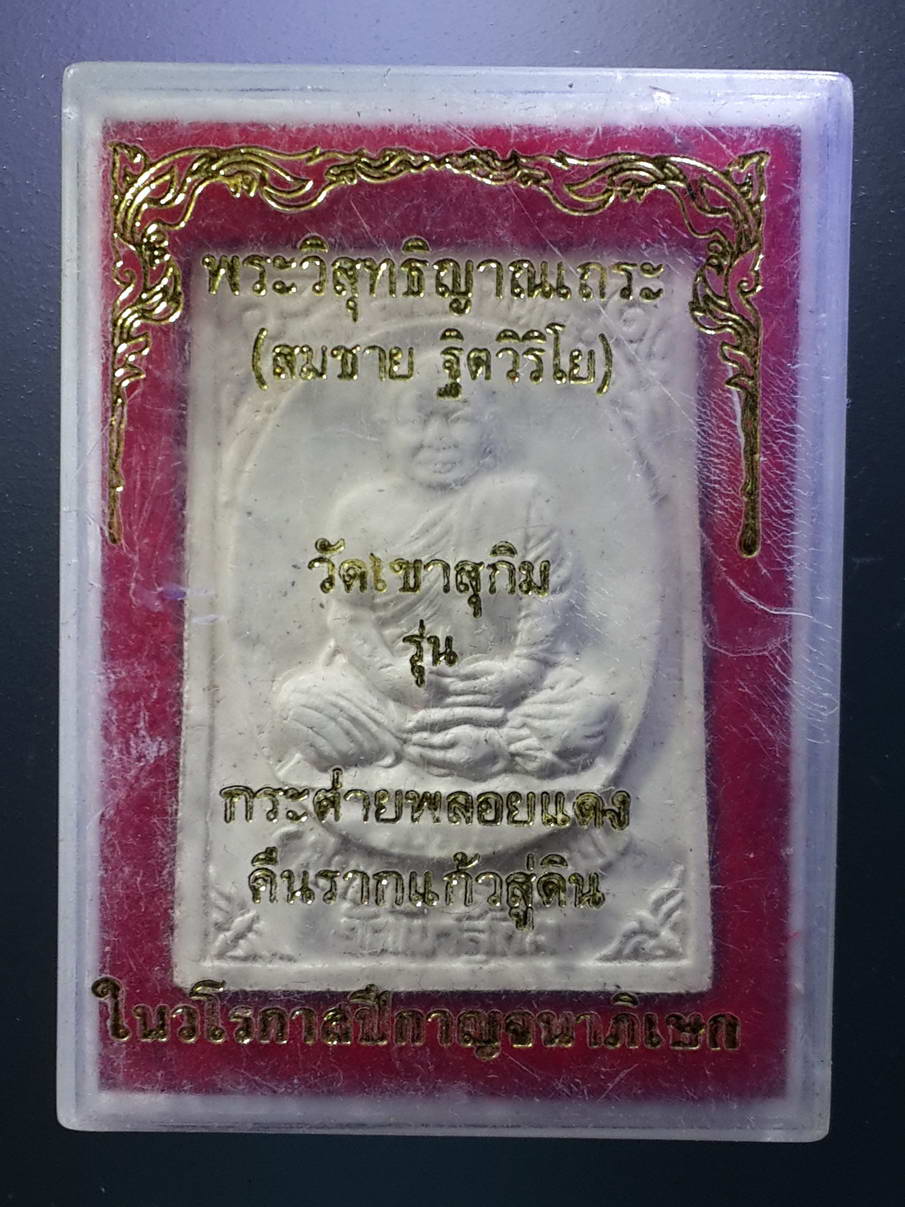 พระวิสุทธิญาณเถระ
(สมชาย ฐิตวิริโย)
วัดเขาสุกิม
รุ่น
กระต่ายพลอยแดง
คืนรากแก้วสู่ดิน
ในวโรกาสปีกาญจนาภิเษก